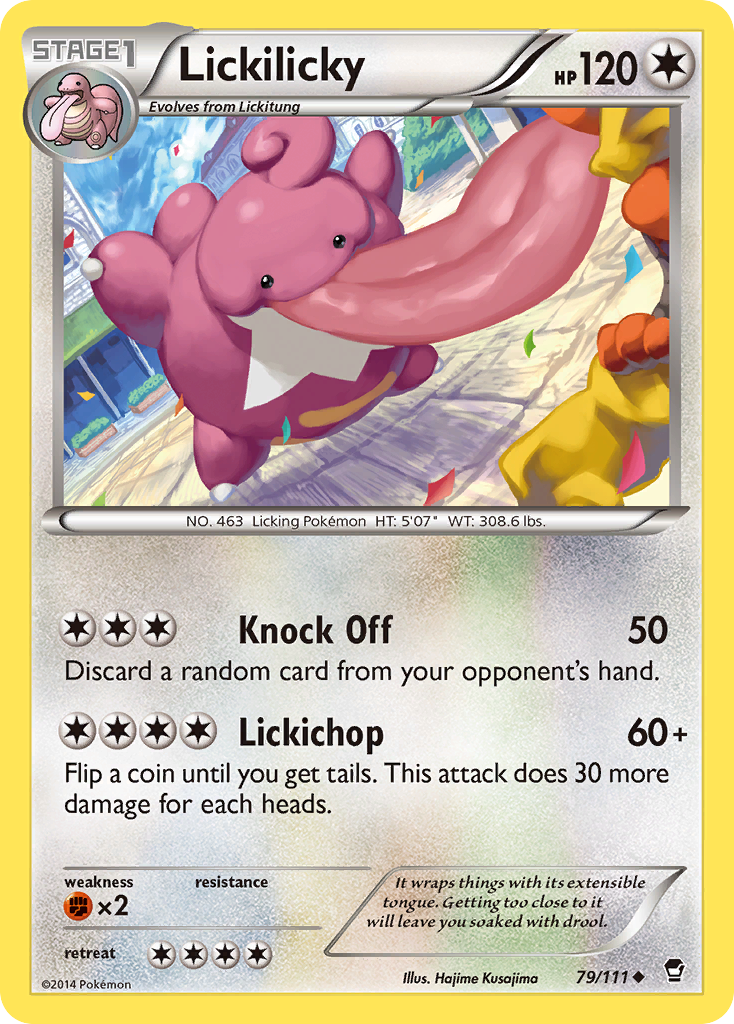 STAGE1
Lickilicky
HP120
Evolves from Lickitung
NO. 463 Licking Pokémon HT: 5'07" WT: 308.6 lbs.
Knock Off 50
Discard a random card from your opponent's hand.
Lickichop 60+
Flip a coin until you get tails. This attack does 30 more
damage for each heads.
weakness resistance
×2
It wraps things with its extensible
tongue. Getting too close to it
will leave you soaked with drool.
retreat
©2014 Pokémon
Illus. Hajime Kusajima
79/111